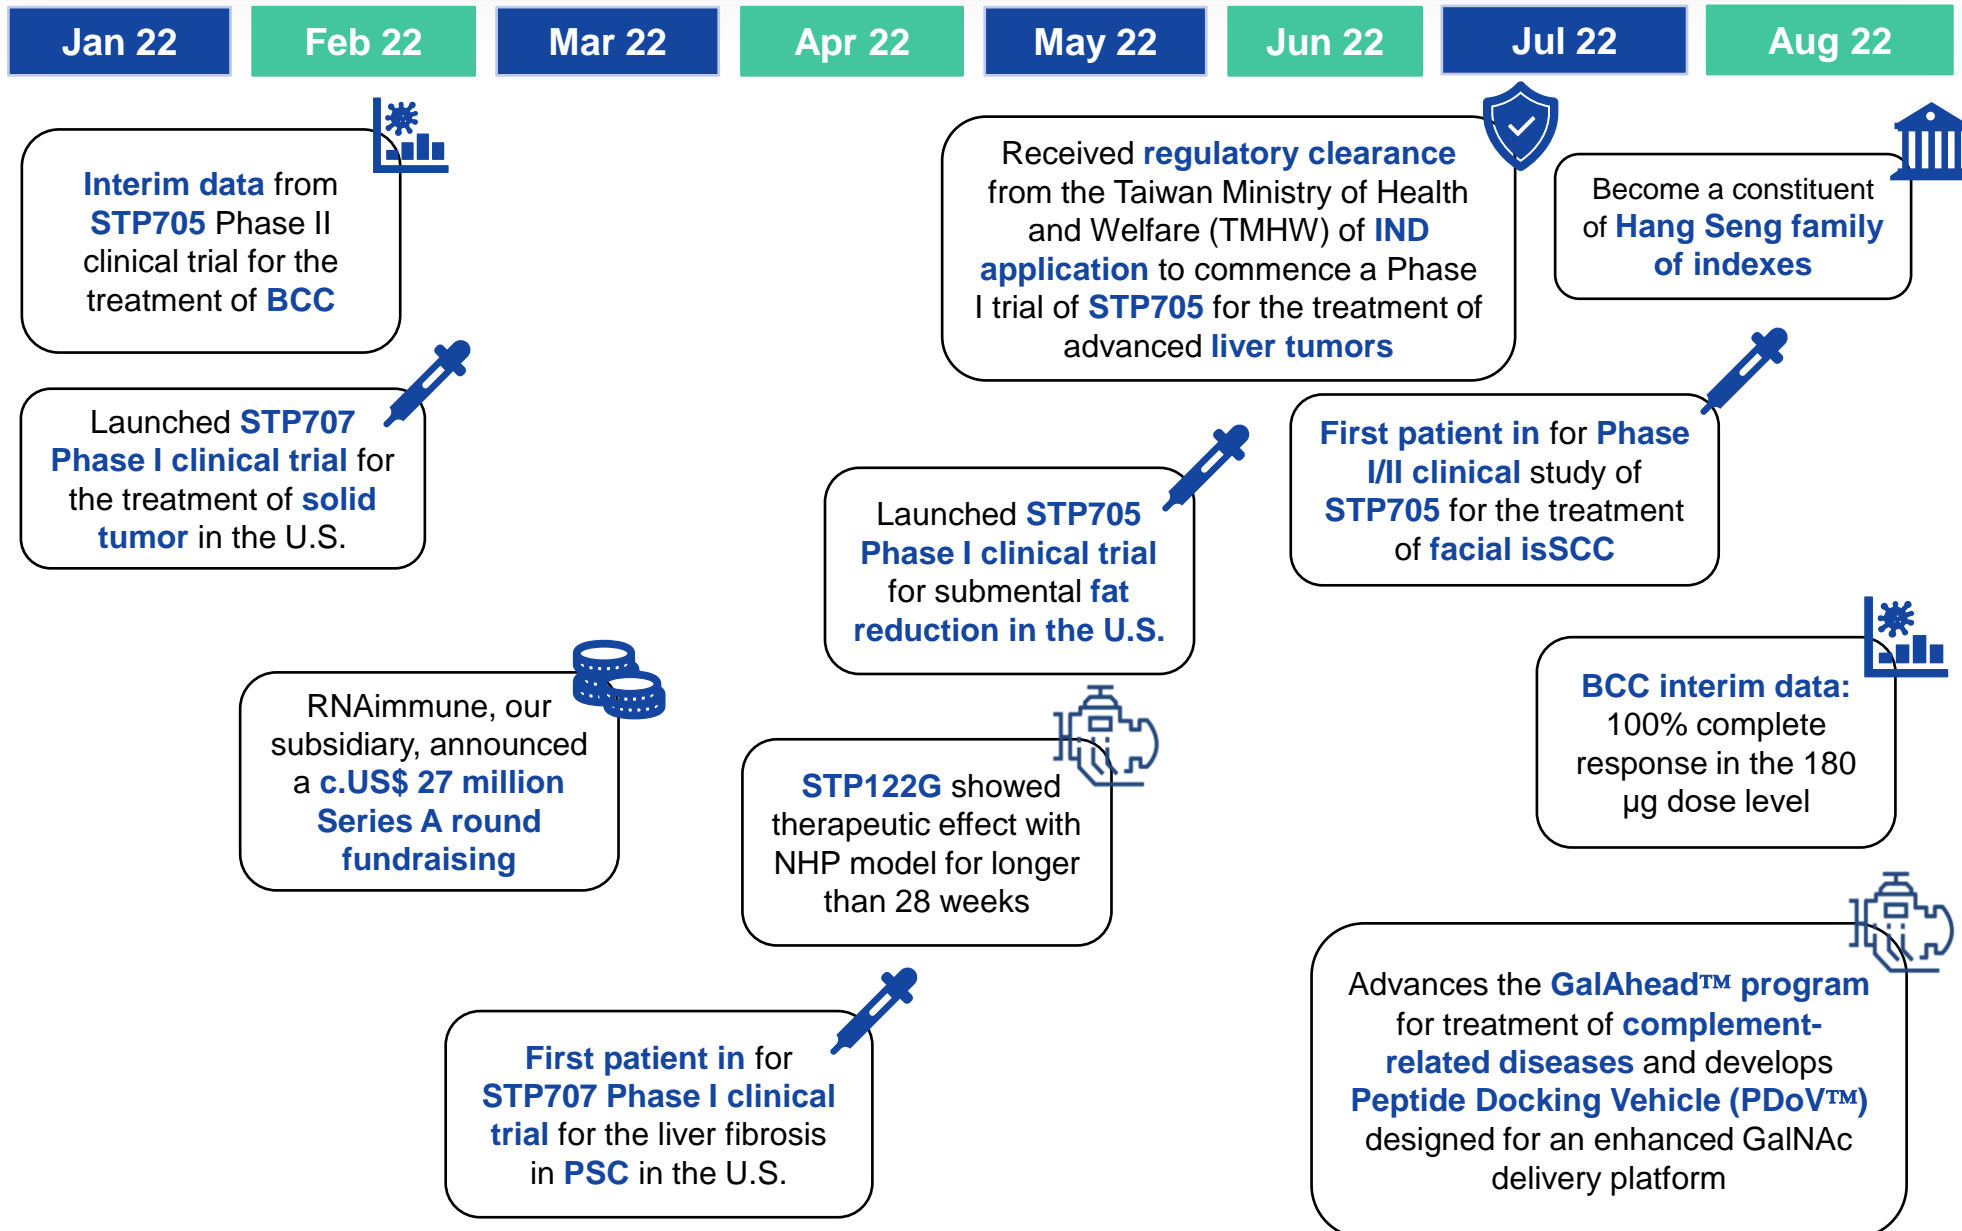 Jan 22
Feb 22
Mar 22
Apr 22
May 22
Jun 22
Jul 22
Aug 22
Interim data from
STP705 Phase II
clinical trial for the
treatment of BCC
Launched STP707
Phase I clinical trial for
the treatment of solid
tumor in the U.S.
RNAimmune, our
subsidiary, announced
a c.US$ 27 million
Series A round
fundraising
First patient in for
STP707 Phase I clinical
trial for the liver fibrosis
in PSC in the U.S.
STP122G showed
therapeutic effect with
NHP model for longer
than 28 weeks
Launched STP705
Phase I clinical trial
for submental fat
reduction in the U.S.
Received regulatory clearance
from the Taiwan Ministry of Health
and Welfare (TMHW) of IND
application to commence a Phase
I trial of STP705 for the treatment of
advanced liver tumors
First patient in for Phase
I/II clinical study of
STP705 for the treatment
of facial isSCC
Become a constituent
of Hang Seng family
of indexes
BCC interim data:
100% complete
response in the 180
μg dose level
Advances the GalAhead™ program
for treatment of complement-
related diseases and develops
Peptide Docking Vehicle (PDoV™)
designed for an enhanced GalNAc
delivery platform